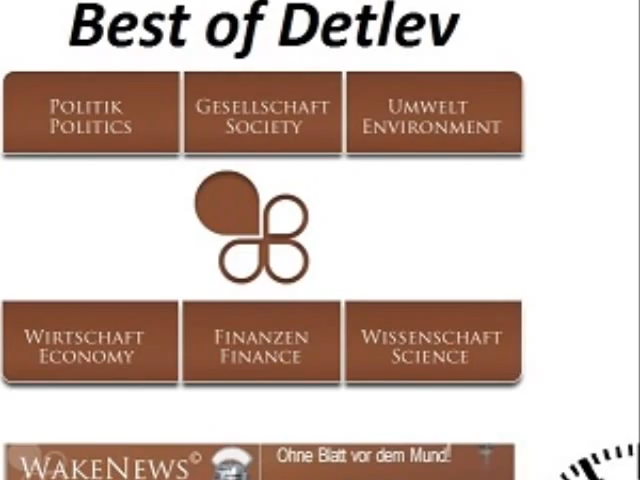 Best of Detlev
POLITIK GESELLSCHAFT UMWELT
POLITICS SOCIETY ENVIRONMENT
WIRTSCHAFT FINANZEN WISSENSCHAFT
ECONOMY FINANCE SCIENCE
WAKENEWS© Ohne Blatt vor dem Mund!